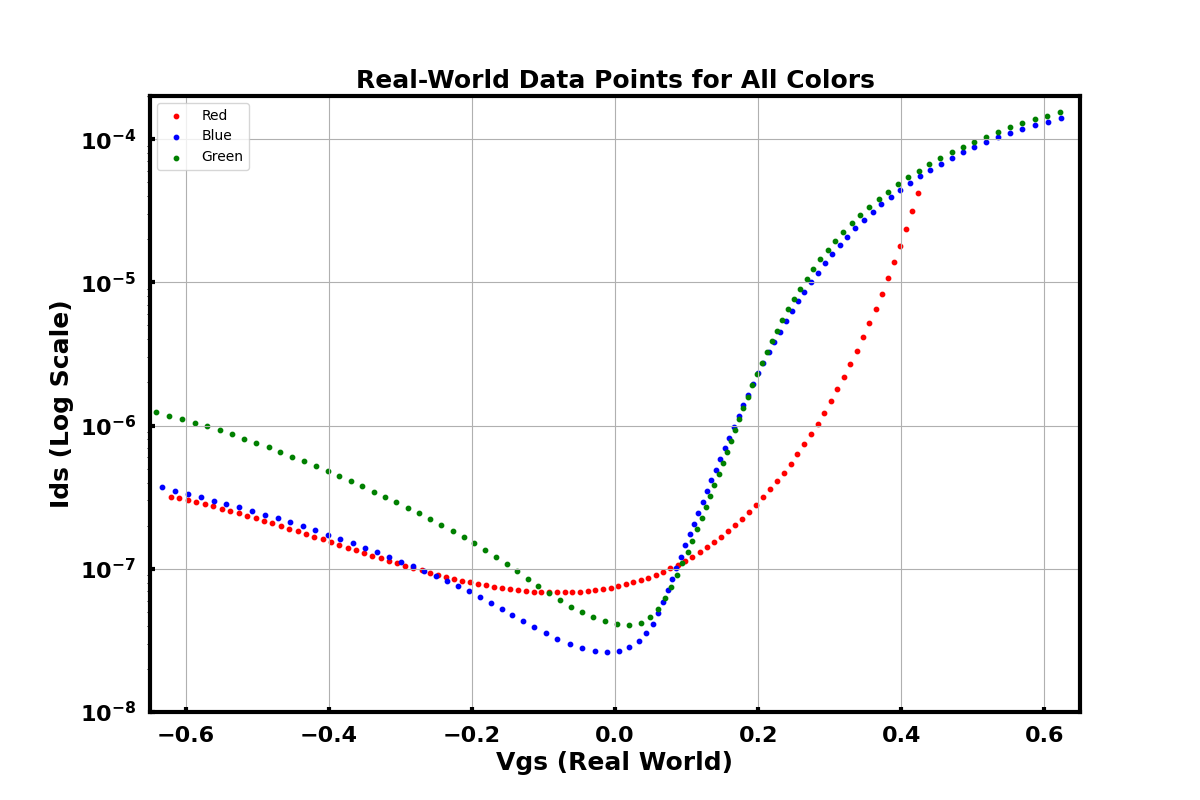 Real-World Data Points for All Colors
Red
Blue
Green
10⁻⁴
10⁻⁵
10⁻⁶
10⁻⁷
10⁻⁸
Ids (Log Scale)
−0.6 −0.4 −0.2 0.0 0.2 0.4 0.6
Vgs (Real World)